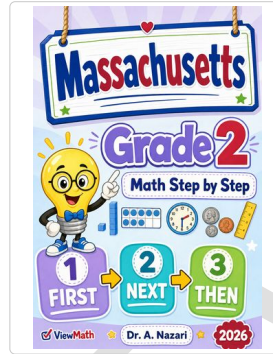 Massachusetts
Grade 2
Math Step by Step
1 2 3
FIRST NEXT THEN
ViewMath Dr. A. Nazari 2026